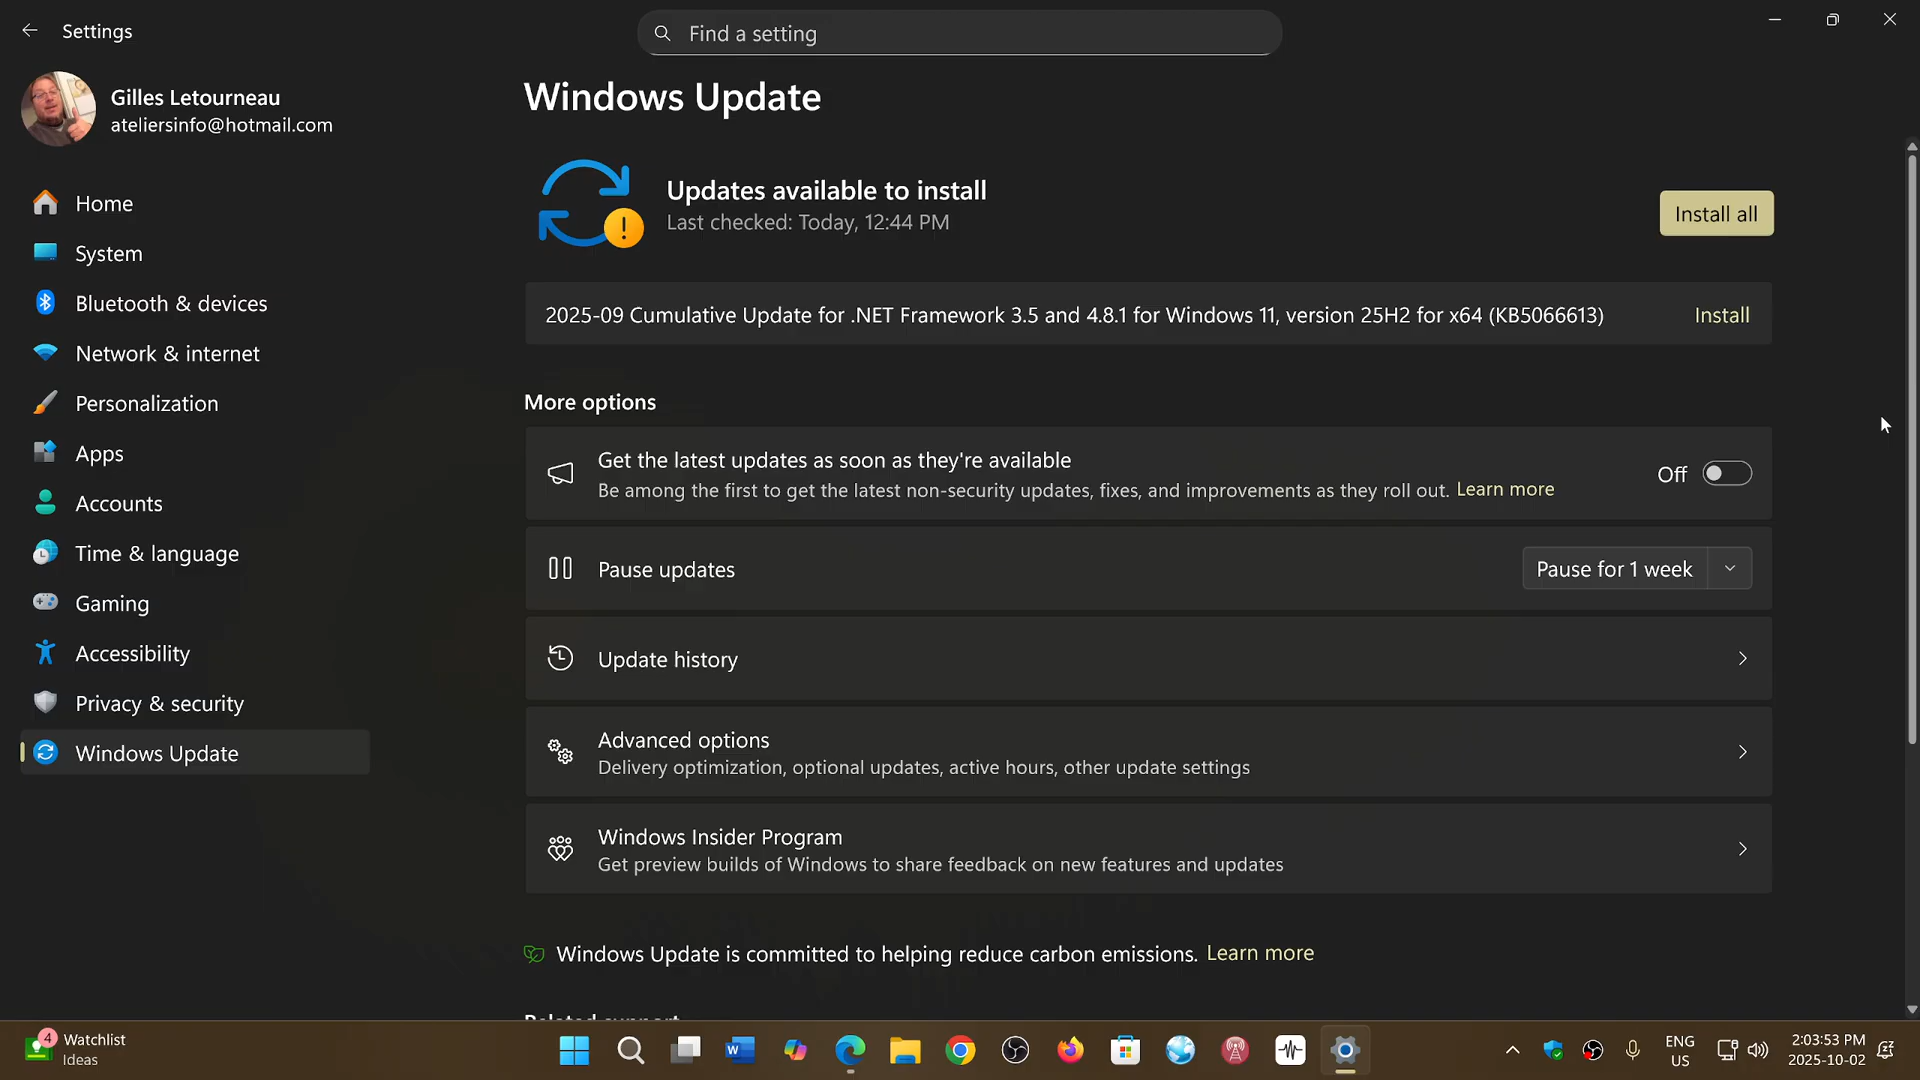 Settings
Find a setting
Gilles Letourneau
ateliersinfo@hotmail.com
Home
System
Bluetooth & devices
Network & internet
Personalization
Apps
Accounts
Time & language
Gaming
Accessibility
Privacy & security
Windows Update
Windows Update
Updates available to install
Last checked: Today, 12:44 PM
Install all
2025-09 Cumulative Update for .NET Framework 3.5 and 4.8.1 for Windows 11, version 25H2 for x64 (KB5066613)
Install
More options
Get the latest updates as soon as they're available
Be among the first to get the latest non-security updates, fixes, and improvements as they roll out. Learn more
Off
Pause updates
Pause for 1 week
Update history
Advanced options
Delivery optimization, optional updates, active hours, other update settings
Windows Insider Program
Get preview builds of Windows to share feedback on new features and updates
Windows Update is committed to helping reduce carbon emissions. Learn more
Related support
4
Watchlist
Ideas
W
ENG
US
2:03:53 PM
2025-10-02